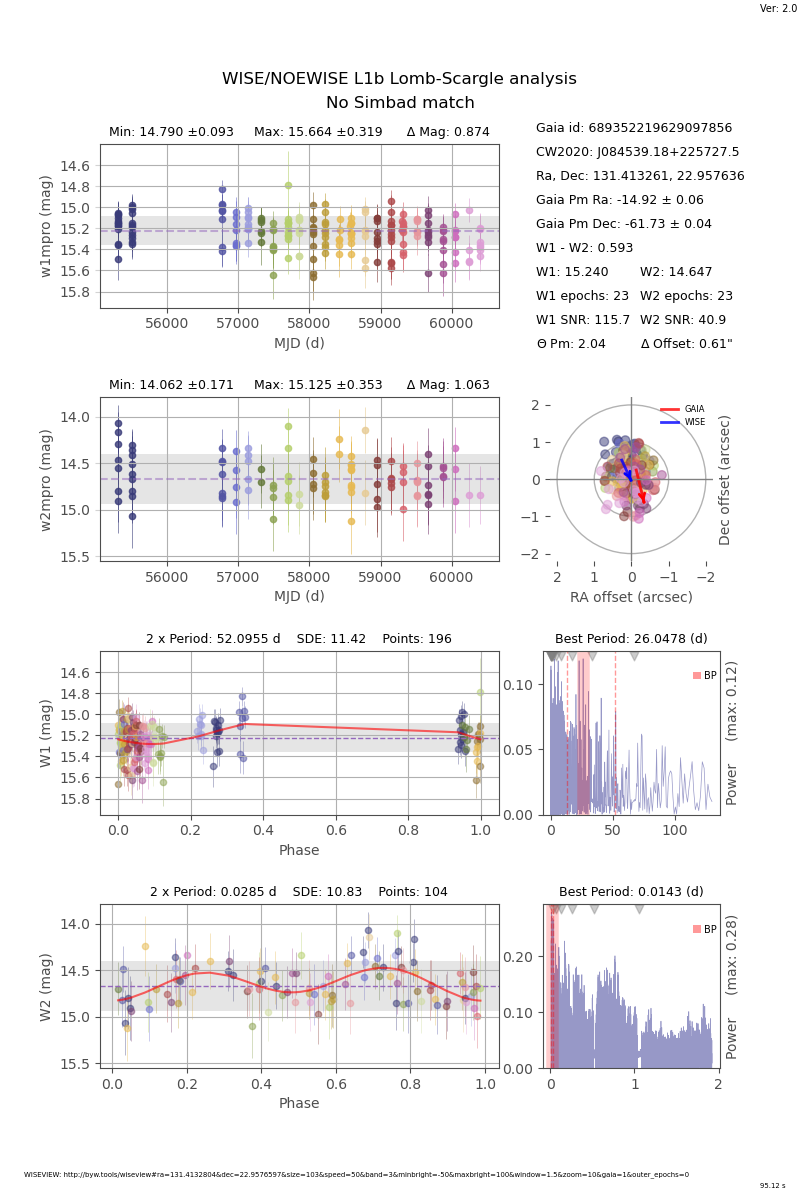 Ver: 2.0
WISE/NOEWISE L1b Lomb-Scargle analysis
No Simbad match
Min: 14.790 ±0.093 Max: 15.664 ±0.319 Δ Mag: 0.874
w1mpro (mag)
14.6
14.8
15.0
15.2
15.4
15.6
15.8
56000 57000 58000 59000 60000
MJD (d)
Gaia id: 689352219629097856
CW2020: J084539.18+225727.5
Ra, Dec: 131.413261, 22.957636
Gaia Pm Ra: -14.92 ± 0.06
Gaia Pm Dec: -61.73 ± 0.04
W1 - W2: 0.593
W1: 15.240 W2: 14.647
W1 epochs: 23 W2 epochs: 23
W1 SNR: 115.7 W2 SNR: 40.9
Θ Pm: 2.04 Δ Offset: 0.61"
Min: 14.062 ±0.171 Max: 15.125 ±0.353 Δ Mag: 1.063
w2mpro (mag)
14.0
14.5
15.0
15.5
56000 57000 58000 59000 60000
MJD (d)
GAIA
WISE
2
1
0
−1
−2
2 1 0 −1 −2
RA offset (arcsec)
Dec offset (arcsec)
2 x Period: 52.0955 d SDE: 11.42 Points: 196
W1 (mag)
14.6
14.8
15.0
15.2
15.4
15.6
15.8
0.0 0.2 0.4 0.6 0.8 1.0
Phase
Best Period: 26.0478 (d)
BP
0.10
0.05
0.00
0 50 100
Power (max: 0.12)
2 x Period: 0.0285 d SDE: 10.83 Points: 104
W2 (mag)
14.0
14.5
15.0
15.5
0.0 0.2 0.4 0.6 0.8 1.0
Phase
Best Period: 0.0143 (d)
BP
0.20
0.10
0.00
0 1 2
Power (max: 0.28)
WISEVIEW: http://byw.tools/wiseview#ra=131.4132804&dec=22.9576597&size=103&speed=50&band=3&minbright=-50&maxbright=100&window=1.5&zoom=10&gaia=1&outer_epochs=0
95.12 s